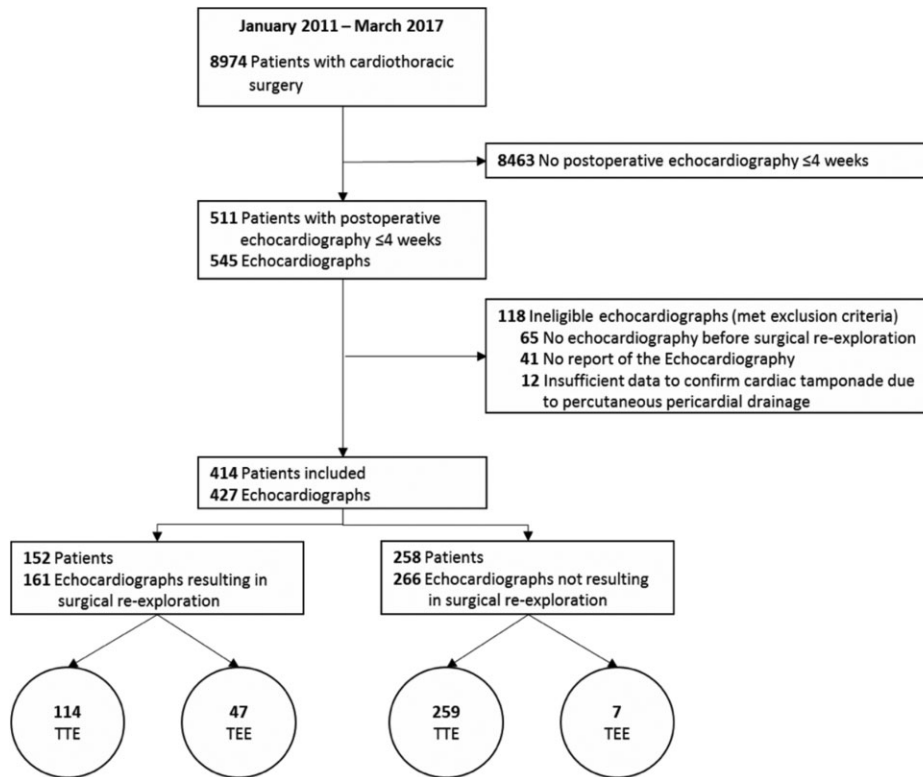 January 2011 – March 2017
8974 Patients with cardiothoracic
surgery
8463 No postoperative echocardiography ≤4 weeks
511 Patients with postoperative
echocardiography ≤4 weeks
545 Echocardiographs
118 Ineligible echocardiographs (met exclusion criteria)
65 No echocardiography before surgical re-exploration
41 No report of the Echocardiography
12 Insufficient data to confirm cardiac tamponade due
to percutaneous pericardial drainage
414 Patients included
427 Echocardiographs
152 Patients
161 Echocardiographs resulting in
surgical re-exploration
258 Patients
266 Echocardiographs not resulting
in surgical re-exploration
114
TTE
47
TEE
259
TTE
7
TEE